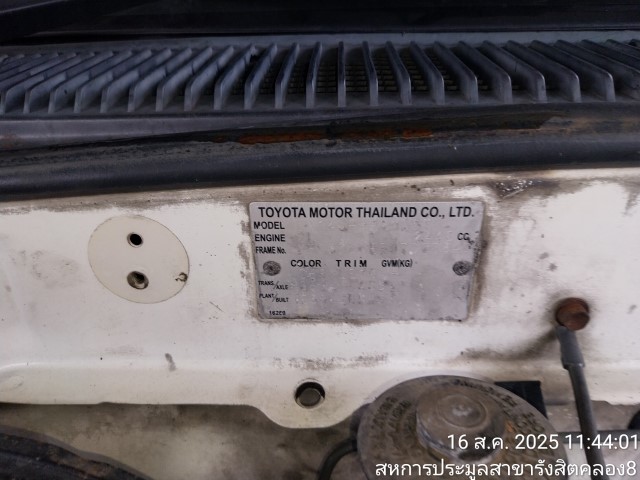 TOYOTA MOTOR THAILAND CO., LTD.
MODEL
ENGINE CC
FRAME No.
COLOR TRIM GVM(KG)
TRANS./AXLE
PLANT/BUILT
16 ส.ค. 2025 11:44:01
สหการประมูลสาขารังสิตคลอง8